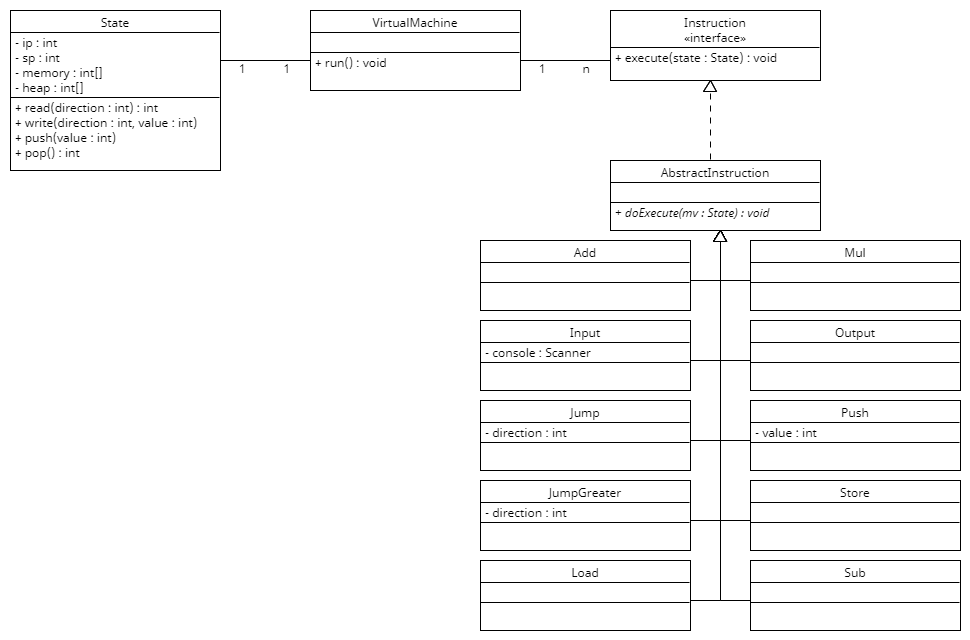 State
- ip : int
- sp : int
- memory : int[]
- heap : int[]
+ read(direction : int) : int
+ write(direction : int, value : int)
+ push(value : int)
+ pop() : int
1
1
VirtualMachine
+ run() : void
1
n
Instruction
«interface»
+ execute(state : State) : void
AbstractInstruction
+ doExecute(mv : State) : void
Add
Mul
Input
- console : Scanner
Output
Jump
- direction : int
Push
- value : int
JumpGreater
- direction : int
Store
Load
Sub